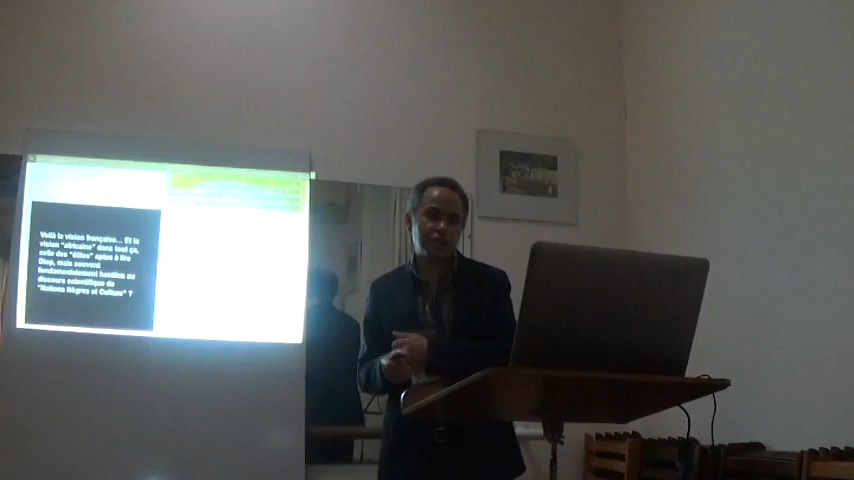 Voilà la vision française... Et la
vision "africaine" dans tout ça,
celle des "élites" aptes à lire
Diop, mais souvent
fondamentalement hostiles au
discours scientifique de
"Nations Nègres et Culture" ?